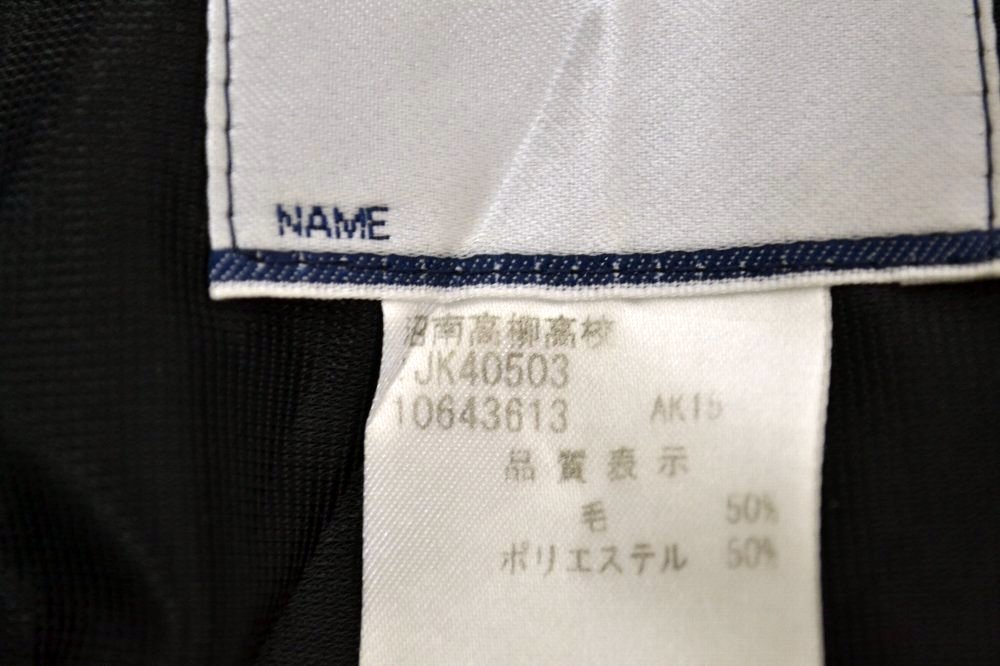 NAME
沼南高柳高校
JK40503
10643613 AK15
品質表示
毛 50%
ポリエステル 50%